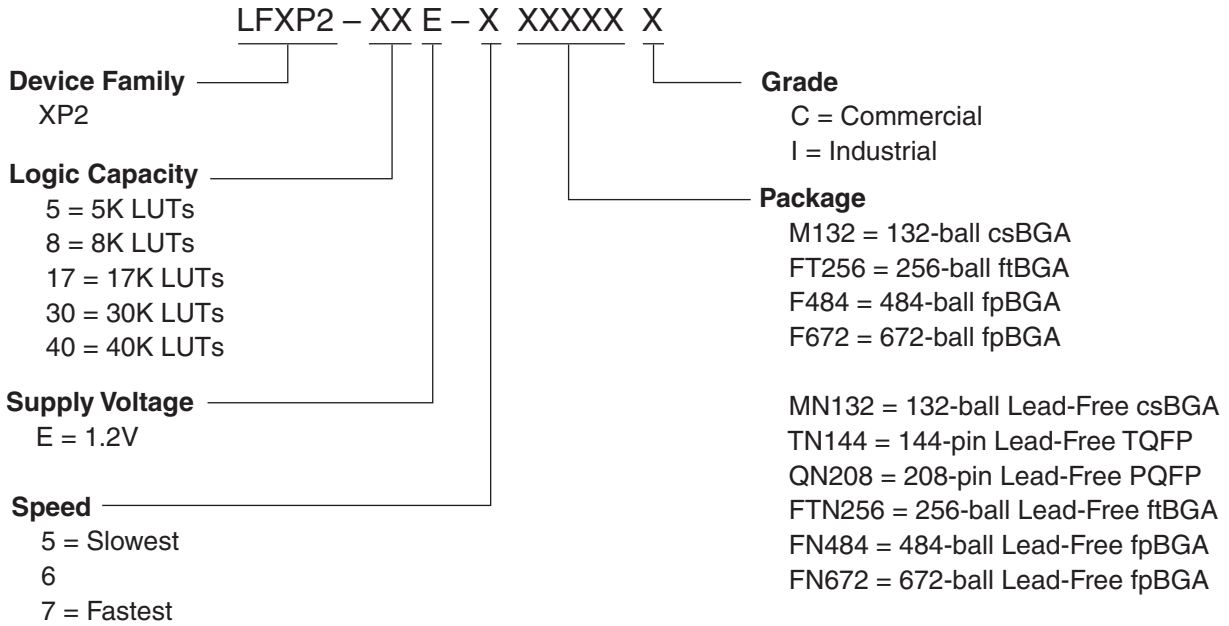 LFXP2 – XX E – X XXXXX X
Device Family
XP2
Logic Capacity
5 = 5K LUTs
8 = 8K LUTs
17 = 17K LUTs
30 = 30K LUTs
40 = 40K LUTs
Supply Voltage
E = 1.2V
Speed
5 = Slowest
6
7 = Fastest
Grade
C = Commercial
I = Industrial
Package
M132 = 132-ball csBGA
FT256 = 256-ball ftBGA
F484 = 484-ball fpBGA
F672 = 672-ball fpBGA
MN132 = 132-ball Lead-Free csBGA
TN144 = 144-pin Lead-Free TQFP
QN208 = 208-pin Lead-Free PQFP
FTN256 = 256-ball Lead-Free ftBGA
FN484 = 484-ball Lead-Free fpBGA
FN672 = 672-ball Lead-Free fpBGA